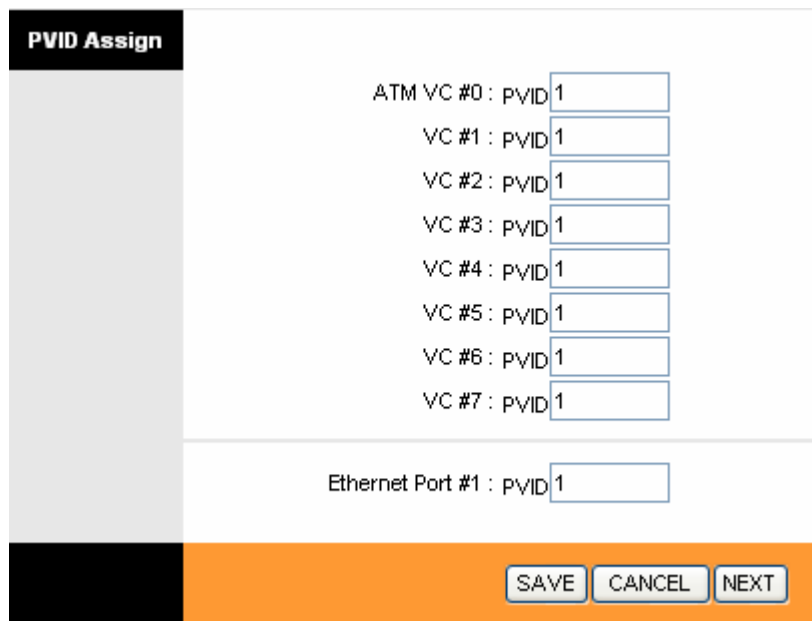 PVID Assign
ATM VC #0 : PVID 1
VC #1 : PVID 1
VC #2 : PVID 1
VC #3 : PVID 1
VC #4 : PVID 1
VC #5 : PVID 1
VC #6 : PVID 1
VC #7 : PVID 1
Ethernet Port #1 : PVID 1
SAVE CANCEL NEXT